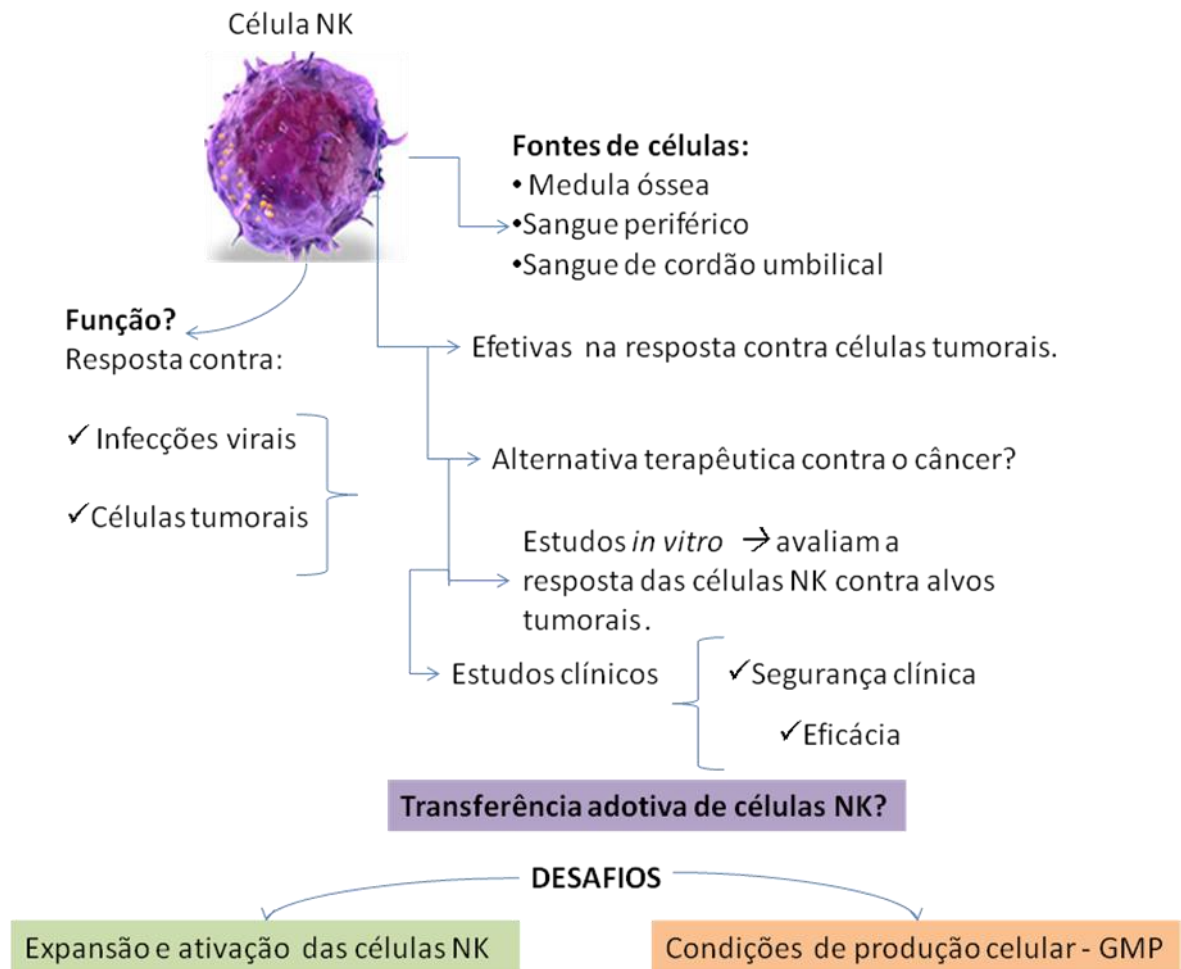 Célula NK
Fontes de células:
• Medula óssea
•Sangue periférico
•Sangue de cordão umbilical
Função?
Resposta contra:
✓ Infecções virais
✓Células tumorais
Efetivas na resposta contra células tumorais.
Alternativa terapêutica contra o câncer?
Estudos in vitro → avaliam a
resposta das células NK contra alvos
tumorais.
Estudos clínicos
✓Segurança clínica
✓Eficácia
Transferência adotiva de células NK?
DESAFIOS
Expansão e ativação das células NK
Condições de produção celular - GMP